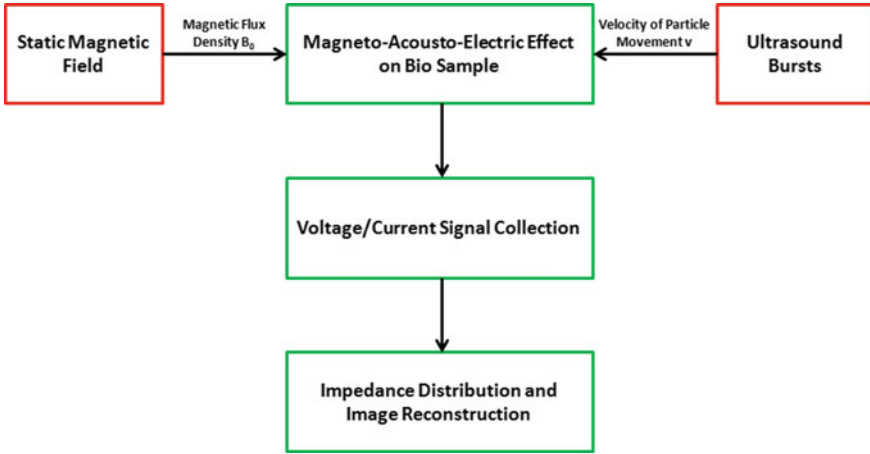 Static Magnetic
Field
Magnetic Flux
Density B₀
Magneto-Acousto-Electric Effect
on Bio Sample
Velocity of Particle
Movement v
Ultrasound
Bursts
Voltage/Current Signal Collection
Impedance Distribution and
Image Reconstruction